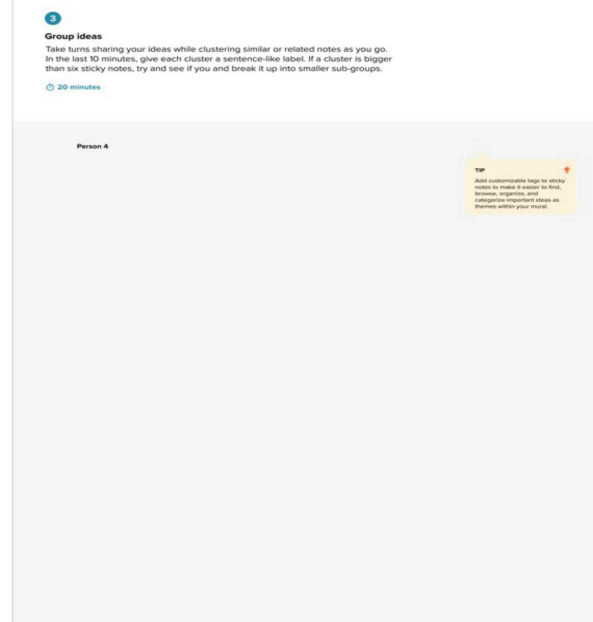 3
Group ideas
Take turns sharing your ideas while clustering similar or related notes as you go.
In the last 10 minutes, give each cluster a sentence-like label. If a cluster is bigger
than six sticky notes, try and see if you and break it up into smaller sub-groups.
20 minutes
Person 4
TIP
Add customizable tags to sticky
notes to make it easier to find,
browse, organize, and
categorize important ideas as
themes within your mural.